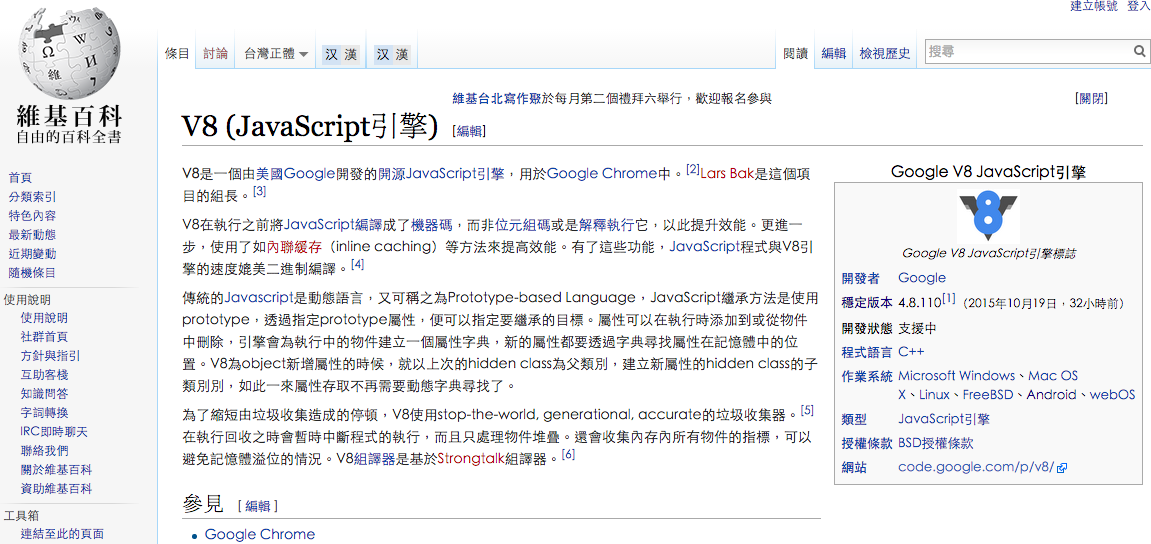 建立帳號 登入
維基百科
自由的百科全書
條目 討論 台灣正體 汉 漢 汉 漢 閱讀 編輯 檢視歷史 搜尋
維基台北寫作聚於每月第二個禮拜六舉行，歡迎報名參與 [關閉]
V8 (JavaScript引擎) [編輯]
首頁
分類索引
特色內容
最新動態
近期變動
隨機條目
使用說明
使用說明
社群首頁
方針與指引
互助客棧
知識問答
字詞轉換
IRC即時聊天
聯絡我們
關於維基百科
資助維基百科
工具箱
連結至此的頁面
V8是一個由美國Google開發的開源JavaScript引擎，用於Google Chrome中。[2]Lars Bak是這個項
目的組長。[3]
V8在執行之前將JavaScript編譯成了機器碼，而非位元組碼或是解釋執行它，以此提升效能。更進一
步，使用了如內聯緩存（inline caching）等方法來提高效能。有了這些功能，JavaScript程式與V8引
擎的速度媲美二進制編譯。[4]
傳統的Javascript是動態語言，又可稱之為Prototype-based Language，JavaScript繼承方法是使用
prototype，透過指定prototype屬性，便可以指定要繼承的目標。屬性可以在執行時添加到或從物件
中刪除，引擎會為執行中的物件建立一個屬性字典，新的屬性都要透過字典尋找屬性在記憶體中的位
置。V8為object新增屬性的時候，就以上次的hidden class為父類別，建立新屬性的hidden class的子
類別別，如此一來屬性存取不再需要動態字典尋找了。
為了縮短由垃圾收集造成的停頓，V8使用stop-the-world, generational, accurate的垃圾收集器。[5]
在執行回收之時會暫時中斷程式的執行，而且只處理物件堆疊。還會收集內存內所有物件的指標，可以
避免記憶體溢位的情況。V8組譯器是基於Strongtalk組譯器。[6]
參見 [ 編輯 ]
Google Chrome
Google V8 JavaScript引擎
V8
Google V8 JavaScript引擎標誌
開發者 Google
穩定版本 4.8.110[1]（2015年10月19日，32小時前）
開發狀態 支援中
程式語言 C++
作業系統 Microsoft Windows、Mac OS
X、Linux、FreeBSD、Android、webOS
類型 JavaScript引擎
授權條款 BSD授權條款
網站 code.google.com/p/v8/